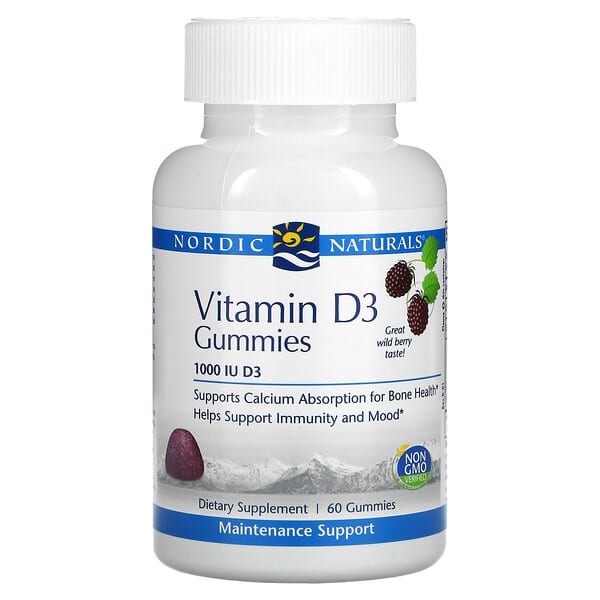 NORDIC NATURALS®
Vitamin D3
Gummies
Great
wild berry
taste!
1000 IU D3
Supports Calcium Absorption for Bone Health*
Helps Support Immunity and Mood*
NON
GMO
VERIFIED
Dietary Supplement | 60 Gummies
Maintenance Support